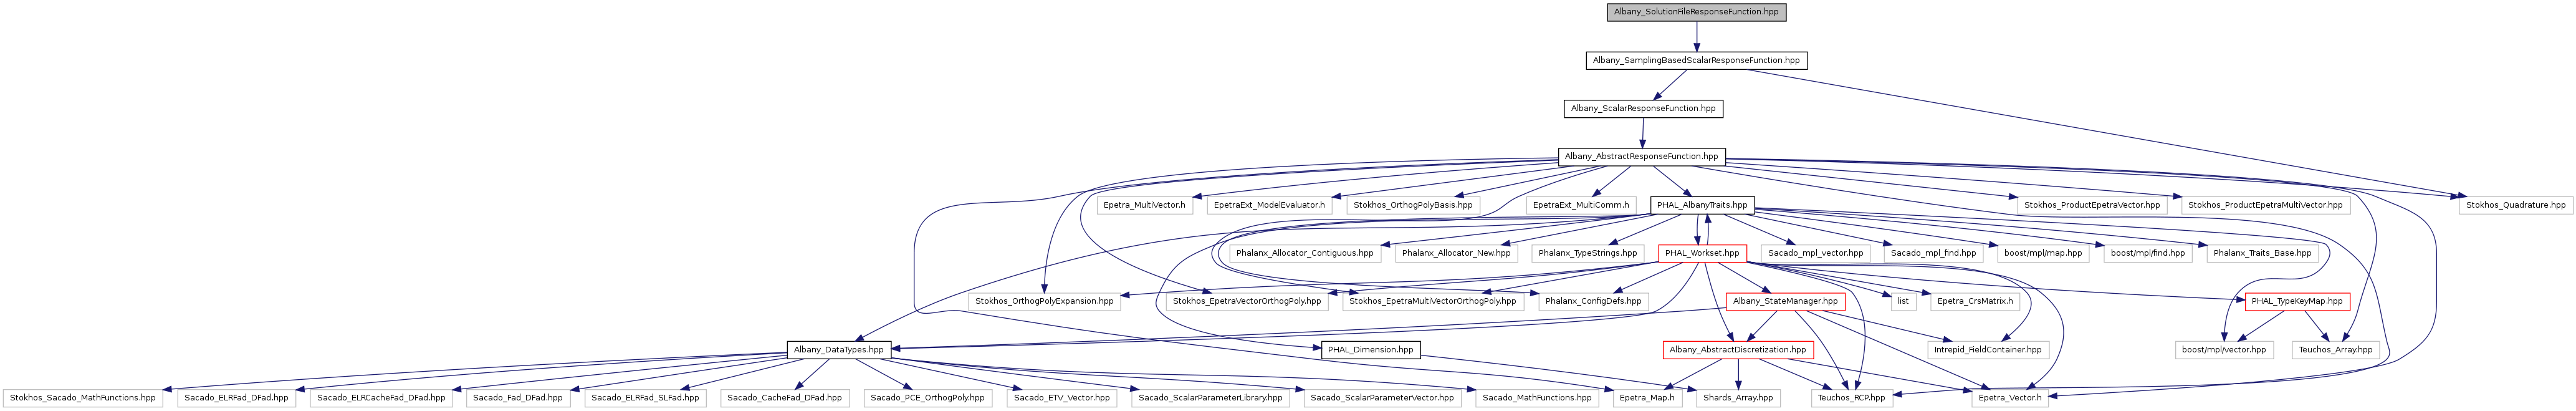 Albany_SolutionFileResponseFunction.hpp
Albany_SamplingBasedScalarResponseFunction.hpp
Albany_ScalarResponseFunction.hpp
Albany_AbstractResponseFunction.hpp
Epetra_MultiVector.h
EpetraExt_ModelEvaluator.h
Stokhos_OrthogPolyBasis.hpp
EpetraExt_MultiComm.h
PHAL_AlbanyTraits.hpp
Stokhos_ProductEpetraVector.hpp
Stokhos_ProductEpetraMultiVector.hpp
Stokhos_Quadrature.hpp
Phalanx_Allocator_Contiguous.hpp
Phalanx_Allocator_New.hpp
Phalanx_TypeStrings.hpp
PHAL_Workset.hpp
Sacado_mpl_vector.hpp
Sacado_mpl_find.hpp
boost/mpl/map.hpp
boost/mpl/find.hpp
Phalanx_Traits_Base.hpp
Stokhos_OrthogPolyExpansion.hpp
Stokhos_EpetraVectorOrthogPoly.hpp
Stokhos_EpetraMultiVectorOrthogPoly.hpp
Phalanx_ConfigDefs.hpp
Albany_StateManager.hpp
list
Epetra_CrsMatrix.h
PHAL_TypeKeyMap.hpp
Albany_DataTypes.hpp
PHAL_Dimension.hpp
Albany_AbstractDiscretization.hpp
Intrepid_FieldContainer.hpp
boost/mpl/vector.hpp
Teuchos_Array.hpp
Stokhos_Sacado_MathFunctions.hpp
Sacado_ELRFad_DFad.hpp
Sacado_ELRCacheFad_DFad.hpp
Sacado_Fad_DFad.hpp
Sacado_ELRFad_SLFad.hpp
Sacado_CacheFad_DFad.hpp
Sacado_PCE_OrthogPoly.hpp
Sacado_ETV_Vector.hpp
Sacado_ScalarParameterLibrary.hpp
Sacado_ScalarParameterVector.hpp
Sacado_MathFunctions.hpp
Epetra_Map.h
Shards_Array.hpp
Teuchos_RCP.hpp
Epetra_Vector.h